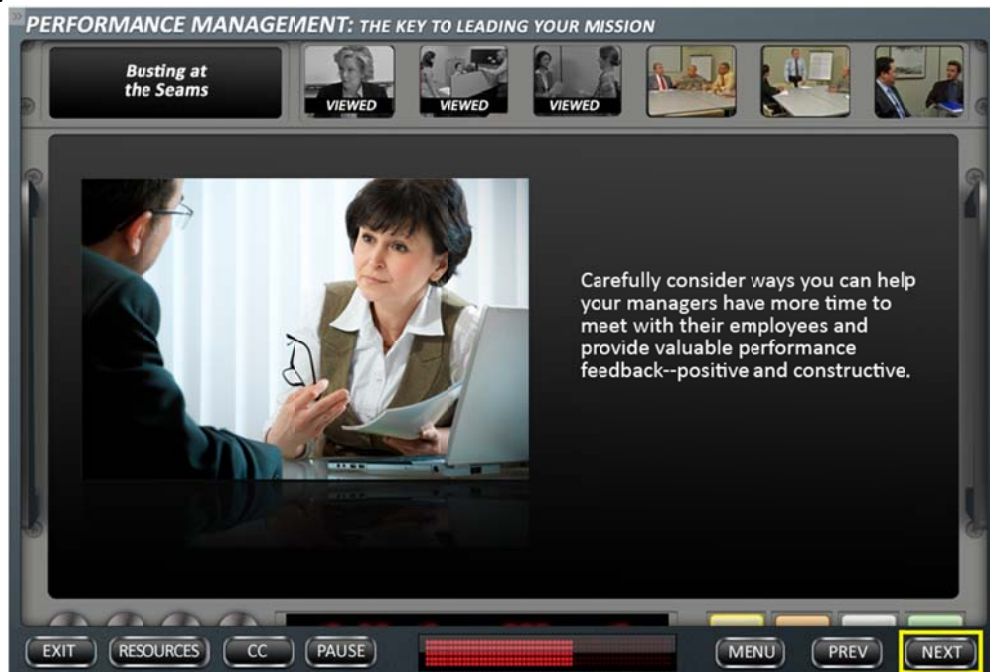 PERFORMANCE MANAGEMENT: THE KEY TO LEADING YOUR MISSION
Busting at
the Seams
VIEWED VIEWED VIEWED
Carefully consider ways you can help
your managers have more time to
meet with their employees and
provide valuable performance
feedback--positive and constructive.
EXIT RESOURCES CC PAUSE MENU PREV NEXT